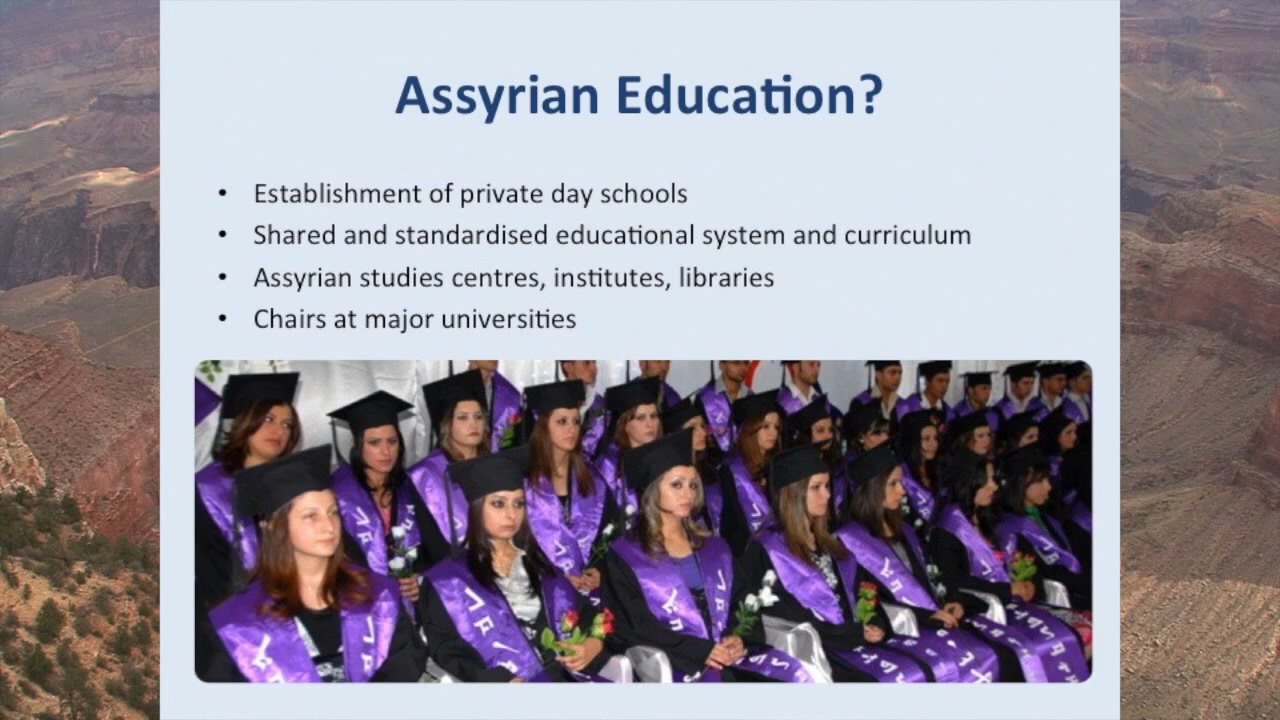 Assyrian Education?
• Establishment of private day schools
• Shared and standardised educational system and curriculum
• Assyrian studies centres, institutes, libraries
• Chairs at major universities